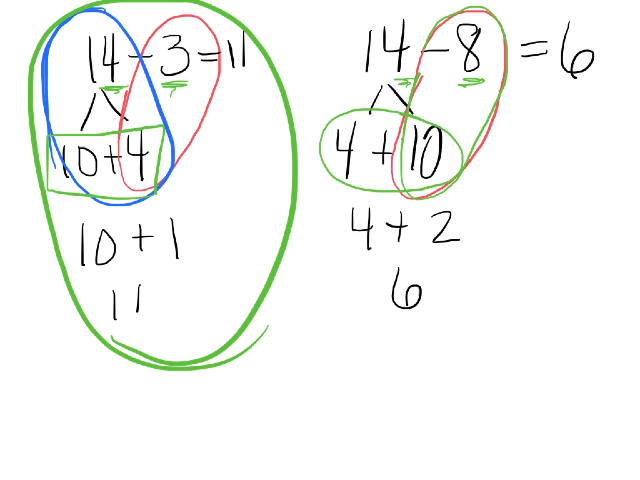 14 - 3 = 11
10 + 4
10 + 1
11
14 - 8 = 6
4 + 10
4 + 2
6